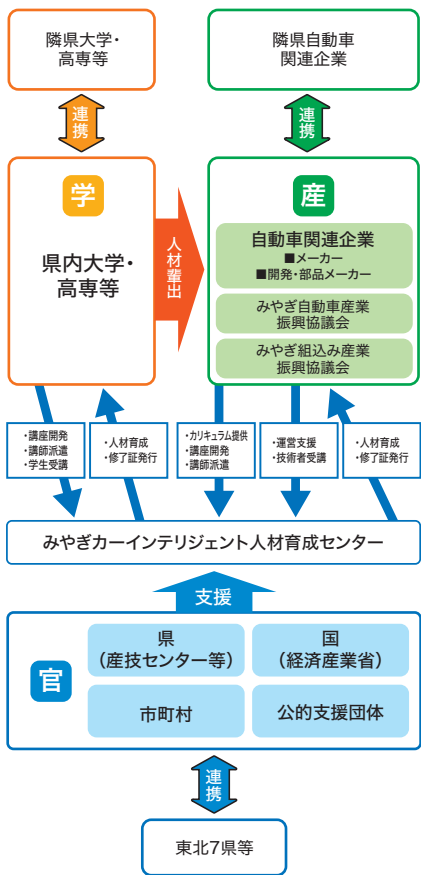 隣県大学・
高専等
隣県自動車
関連企業
連携
連携
学
県内大学・
高専等
人材輩出
産
自動車関連企業
■メーカー
■開発・部品メーカー
みやぎ自動車産業
振興協議会
みやぎ組込み産業
振興協議会
・講座開発
・講師派遣
・学生受講
・人材育成
・修了証発行
・カリキュラム提供
・講座開発
・講師派遣
・運営支援
・技術者受講
・人材育成
・修了証発行
みやぎカーインテリジェント人材育成センター
支援
官
県
（産技センター等）
国
（経済産業省）
市町村
公的支援団体
連携
東北7県等